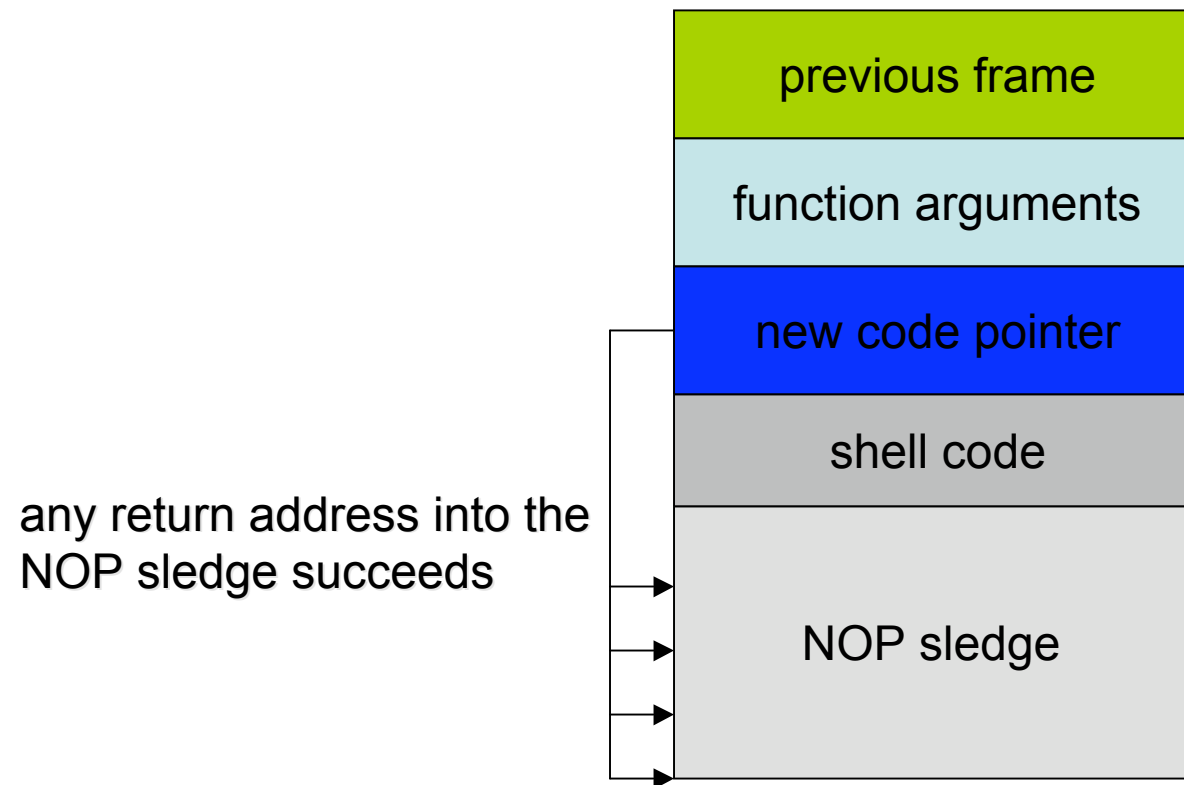 previous frame
function arguments
new code pointer
shell code
any return address into the
NOP sledge succeeds
NOP sledge